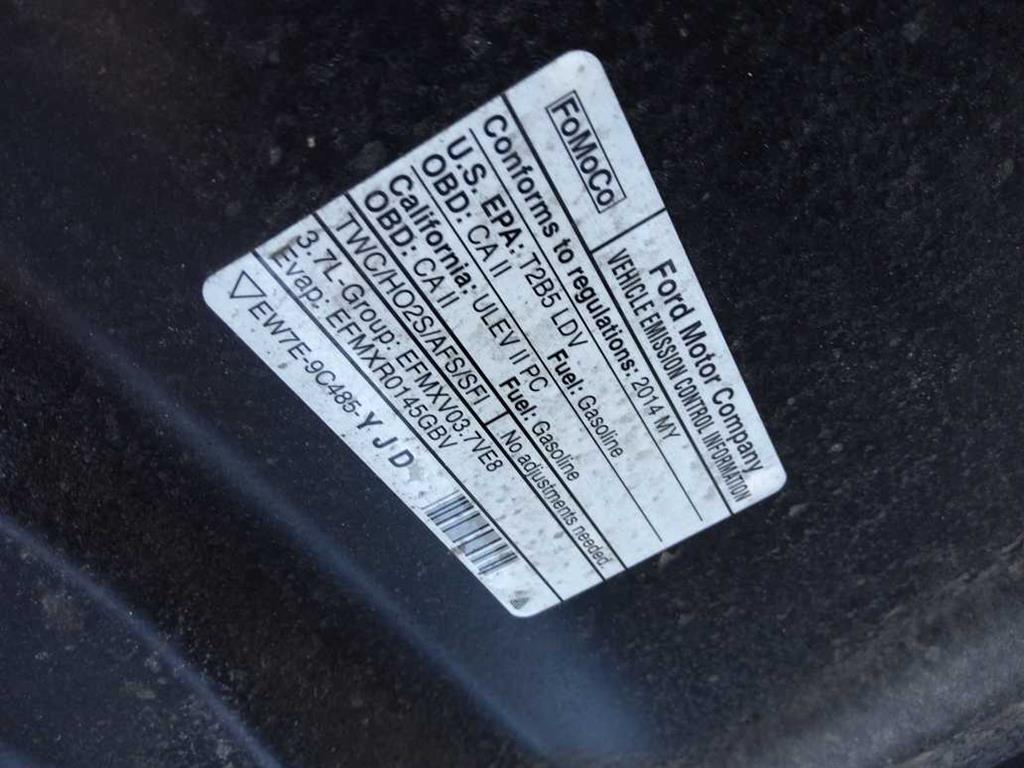 FoMoCo
Ford Motor Company
VEHICLE EMISSION CONTROL INFORMATION
Conforms to regulations: 2014 MY
U.S. EPA: T2B5 LDV Fuel: Gasoline
OBD: CA II
California: ULEV II PC Fuel: Gasoline
OBD: CA II
TWC/HO2S/AFS/SFI No adjustments needed
3.7L-Group: EFMXV03.7VE8
Evap: EFMXR0145GBV
EW7E-9C485-YJD